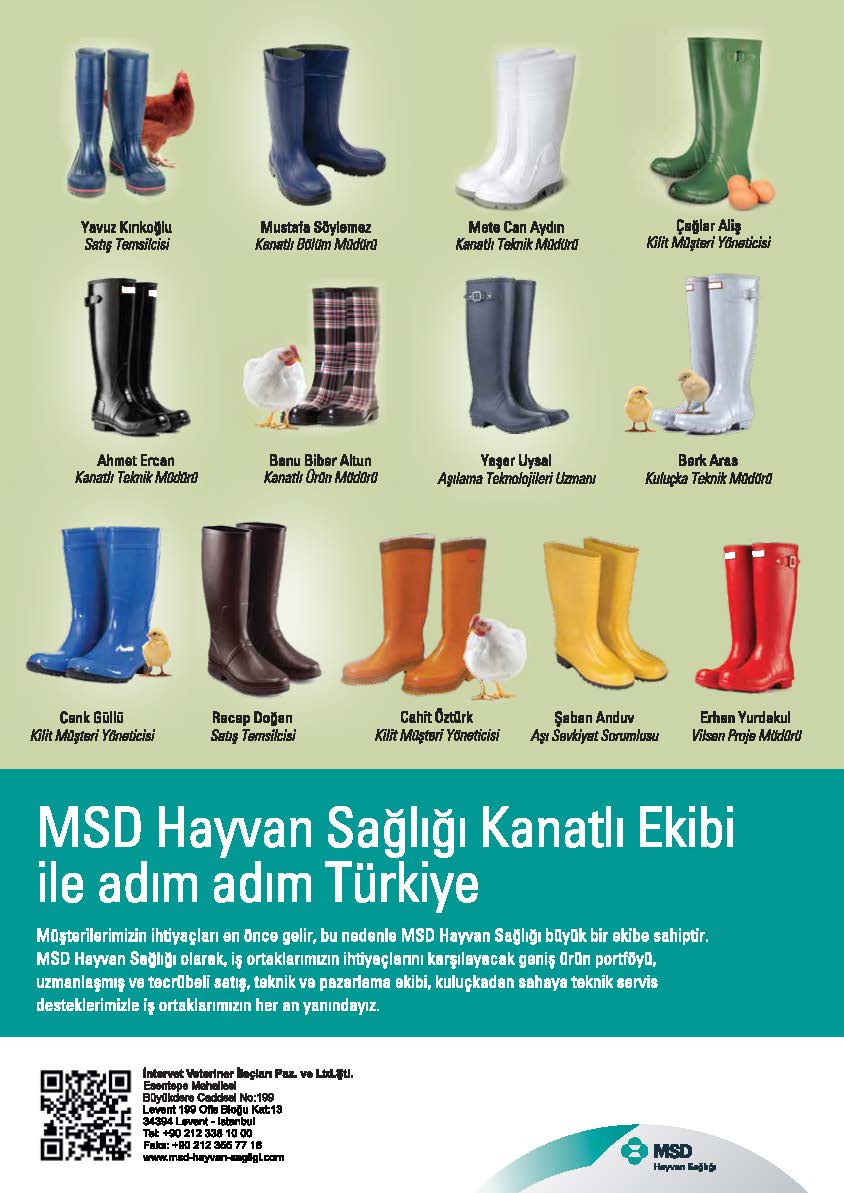 Yavuz Kırıkoğlu
Satış Temsilcisi
Mustafa Söylemez
Kanatlı Bölüm Müdürü
Mete Can Aydın
Kanatlı Teknik Müdürü
Çağlar Aliş
Kilit Müşteri Yöneticisi
Ahmet Ercan
Kanatlı Teknik Müdürü
Banu Biber Altun
Kanatlı Ürün Müdürü
Yaşar Uysal
Aşılama Teknolojileri Uzmanı
Berk Aras
Kuluçka Teknik Müdürü
Cenk Güllü
Kilit Müşteri Yöneticisi
Recep Doğan
Satış Temsilcisi
Cahit Öztürk
Kilit Müşteri Yöneticisi
Şaban Anduv
Aşı Sevkiyat Sorumlusu
Erhan Yurdakul
Vilsan Proje Müdürü
MSD Hayvan Sağlığı Kanatlı Ekibi
ile adım adım Türkiye
Müşterilerimizin ihtiyaçları en önce gelir, bu nedenle MSD Hayvan Sağlığı büyük bir ekibe sahiptir.
MSD Hayvan Sağlığı olarak, iş ortaklarımızın ihtiyaçlarını karşılayacak geniş ürün portföyü,
uzmanlaşmış ve tecrübeli satış, teknik ve pazarlama ekibi, kuluçkadan sahaya teknik servis
desteklerimizle iş ortaklarımızın her an yanındayız.
İntervet Veteriner İlaçları Paz. ve Ltd.Şti.
Esentepe Mahallesi
Büyükdere Caddesi No:199
Levent 199 Ofis Bloğu Kat:13
34394 Levent - Istanbul
Tel: +90 212 336 10 00
Faks: +90 212 355 77 16
www.msd-hayvan-sagligi.com
MSD
Hayvan Sağlığı